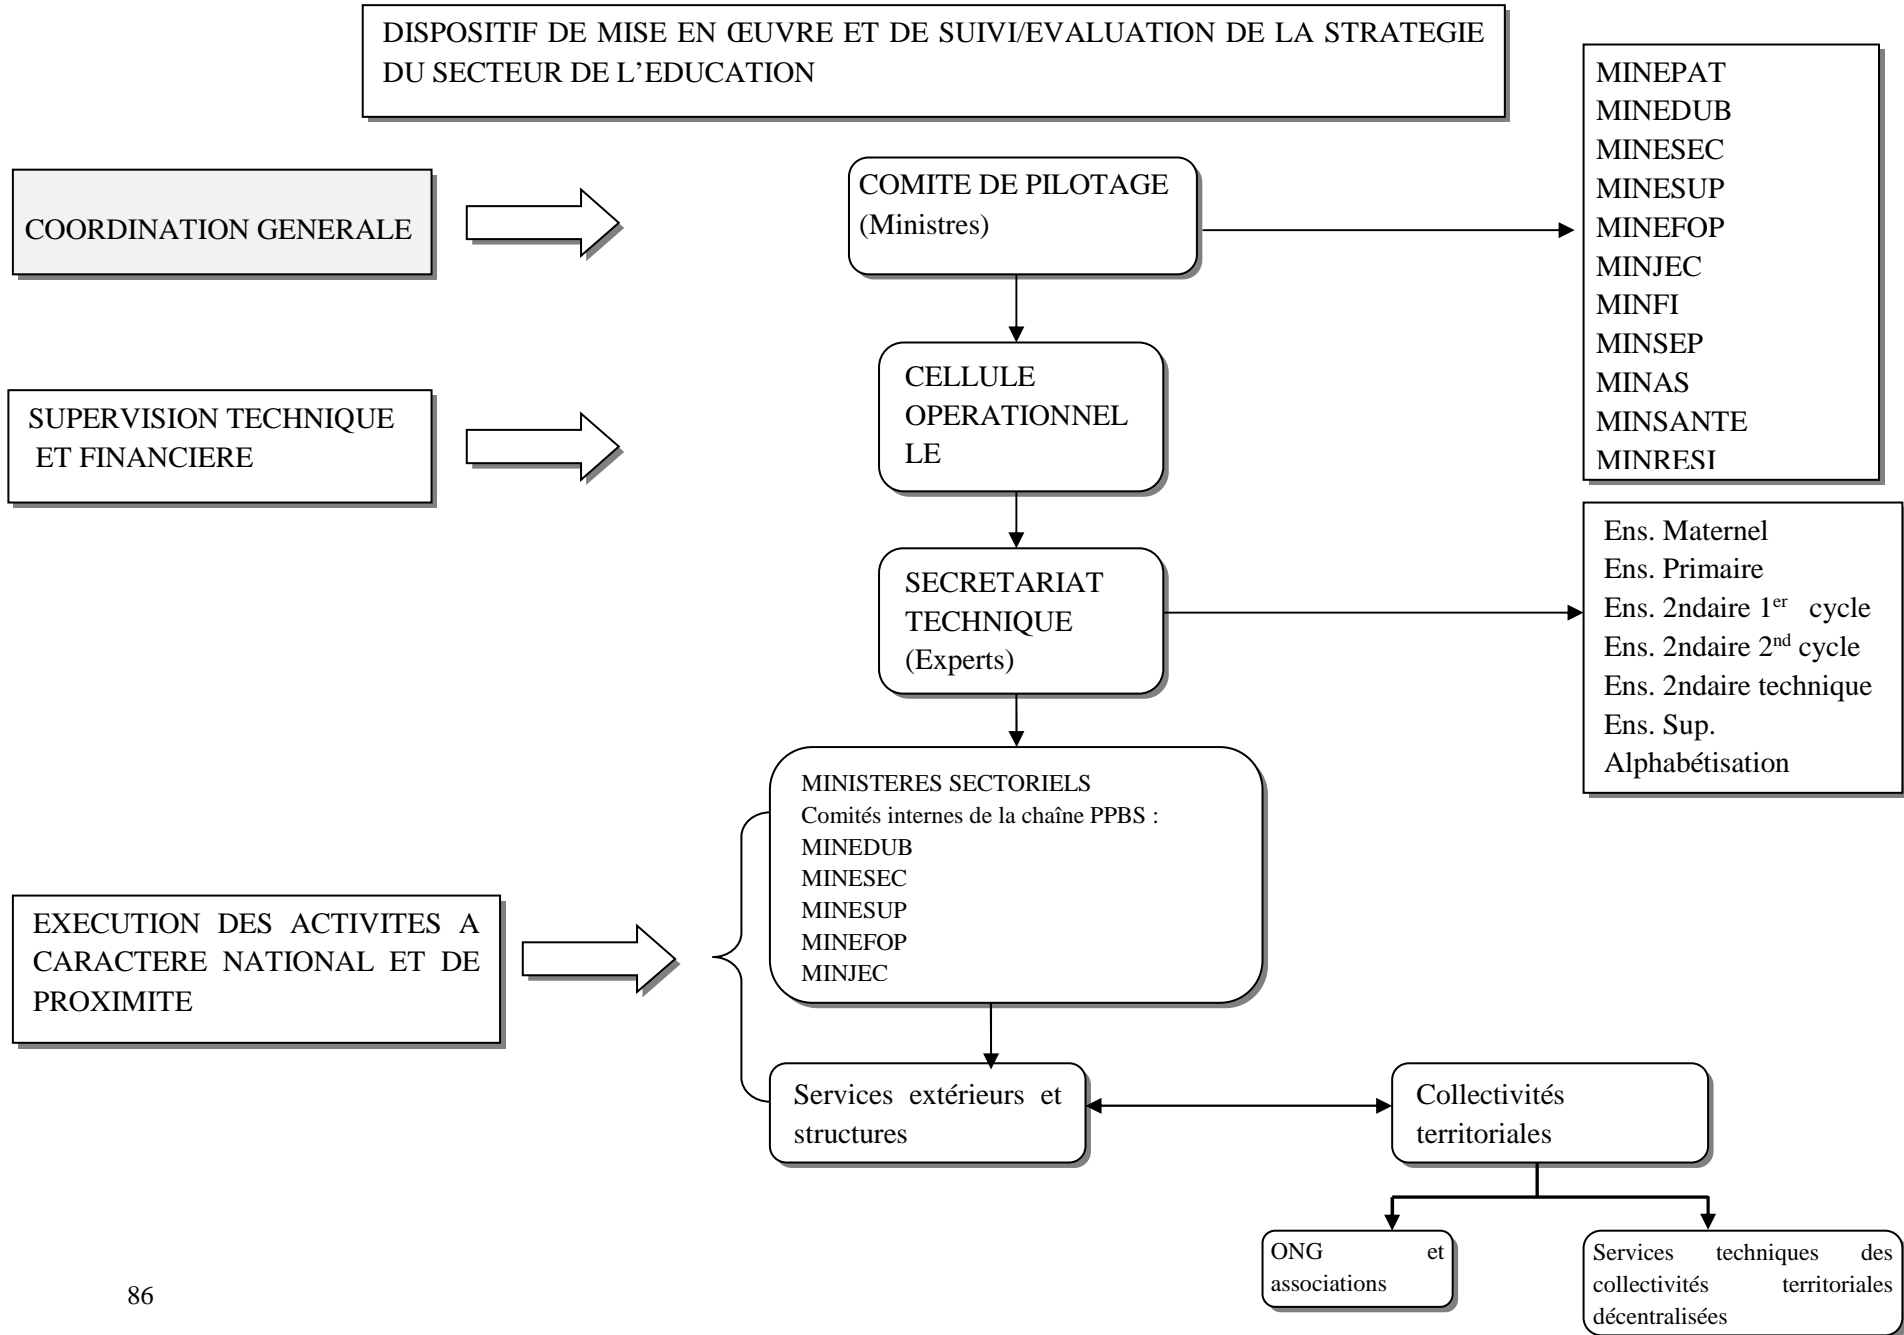 DISPOSITIF DE MISE EN ŒUVRE ET DE SUIVI/EVALUATION DE LA STRATEGIE
DU SECTEUR DE L’EDUCATION
COORDINATION GENERALE
COMITE DE PILOTAGE
(Ministres)
MINEPAT
MINEDUB
MINESEC
MINESUP
MINEFOP
MINJEC
MINFI
MINSEP
MINAS
MINSANTE
MINRESI
SUPERVISION TECHNIQUE
ET FINANCIERE
CELLULE
OPERATIONNEL
LE
SECRETARIAT
TECHNIQUE
(Experts)
Ens. Maternel
Ens. Primaire
Ens. 2ndaire 1er cycle
Ens. 2ndaire 2nd cycle
Ens. 2ndaire technique
Ens. Sup.
Alphabétisation
MINISTERES SECTORIELS
Comités internes de la chaîne PPBS :
MINEDUB
MINESEC
MINESUP
MINEFOP
MINJEC
EXECUTION DES ACTIVITES A
CARACTERE NATIONAL ET DE
PROXIMITE
Services extérieurs et
structures
Collectivités
territoriales
ONG et
associations
Services techniques des
collectivités territoriales
décentralisées
86